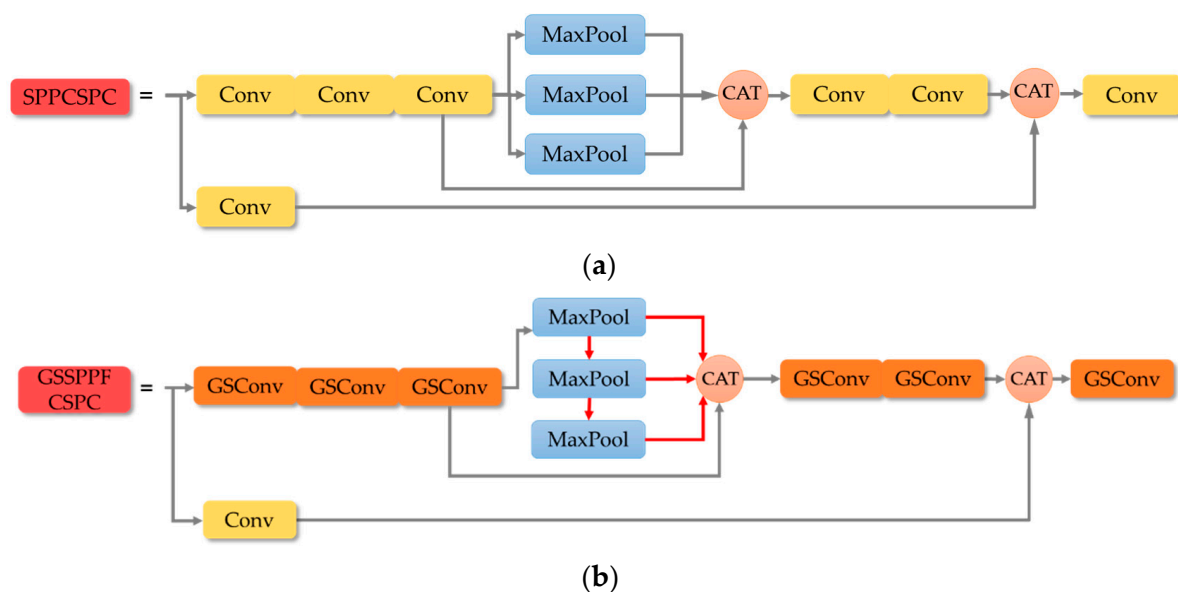 MaxPool
SPPCSPC = Conv Conv Conv MaxPool CAT Conv Conv CAT Conv
MaxPool
Conv
(a)
MaxPool
GSSPPF
CSPC
= GSConv GSConv GSConv MaxPool CAT GSConv GSConv CAT GSConv
MaxPool
Conv
(b)